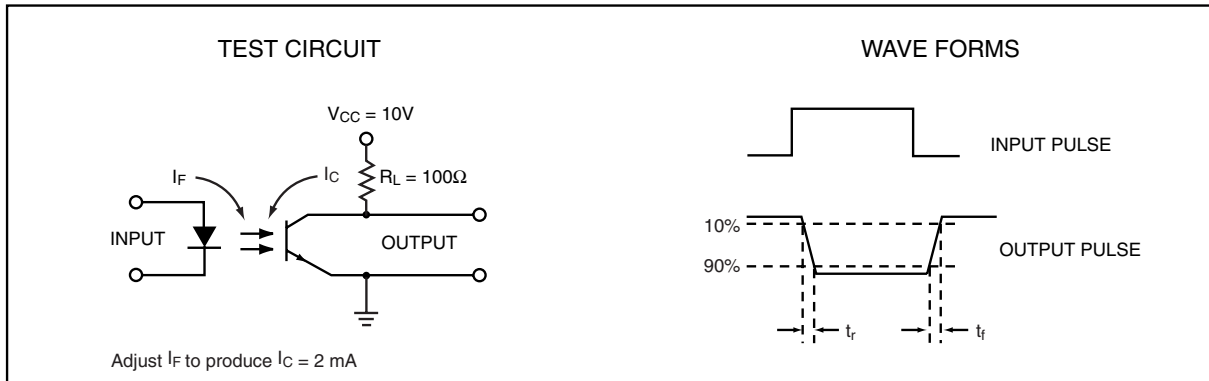 TEST CIRCUIT
WAVE FORMS
VCC = 10V
INPUT PULSE
IF
IC
RL = 100Ω
INPUT
OUTPUT
10%
OUTPUT PULSE
90%
tr
tf
Adjust IF to produce IC = 2 mA